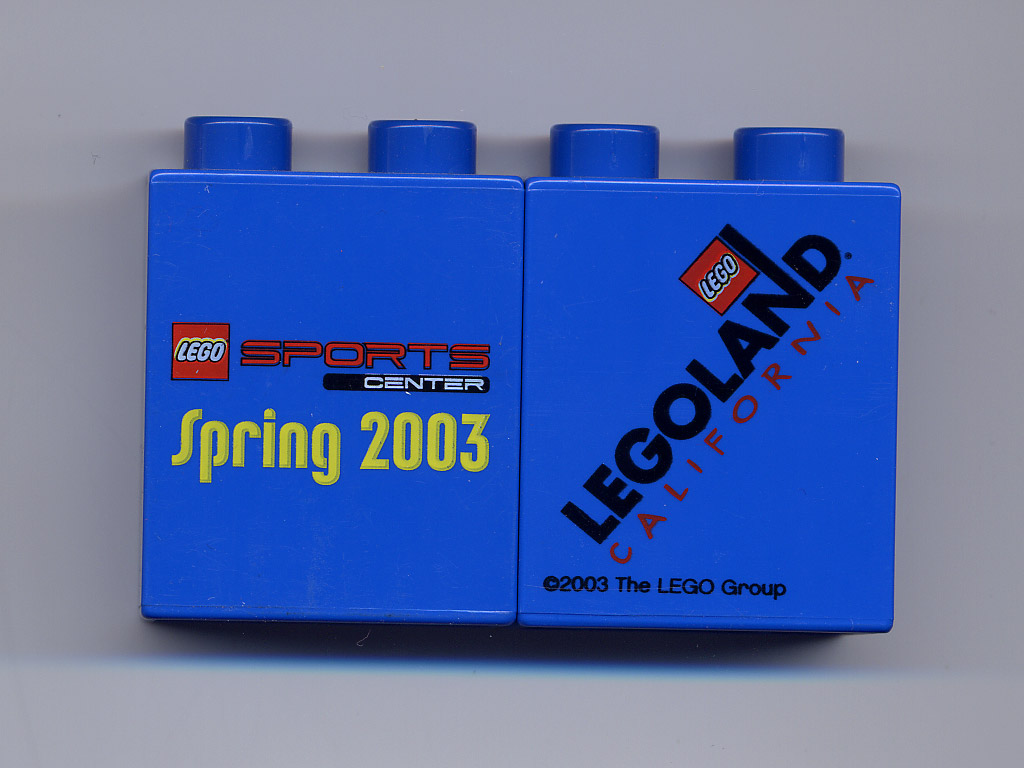 LEGO SPORTS
CENTER
Spring 2003
LEGO
LEGOLAND
CALIFORNIA
©2003 The LEGO Group